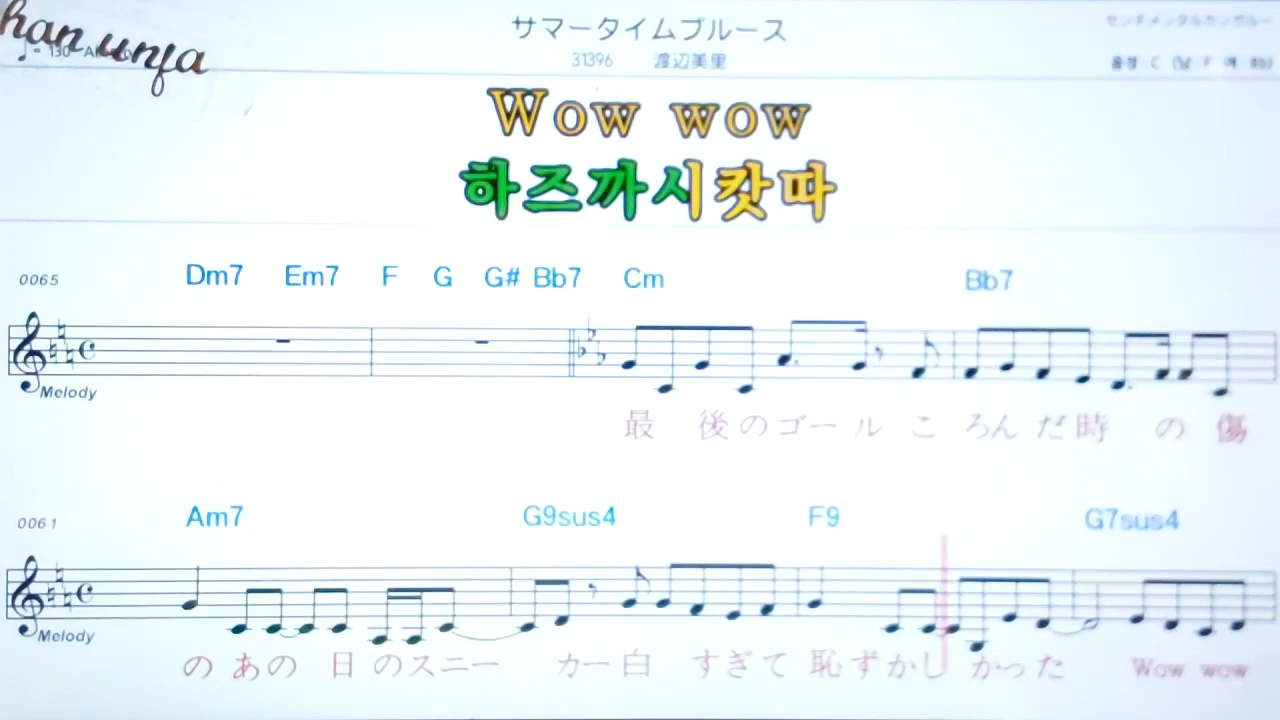 han unja
サマータイムブルース
センチメンタルカンガルー
31396 渡辺美里
Wow wow
하즈까시캇따
0065 Dm7 Em7 F G G# Bb7 Cm Bb7
Melody
最 後のゴール ころんだ時 の 傷
0061 Am7 G9sus4 F9 G7sus4
Melody
の あの 日 のスニー カー白 すぎて 恥ずかし かった Wow wow